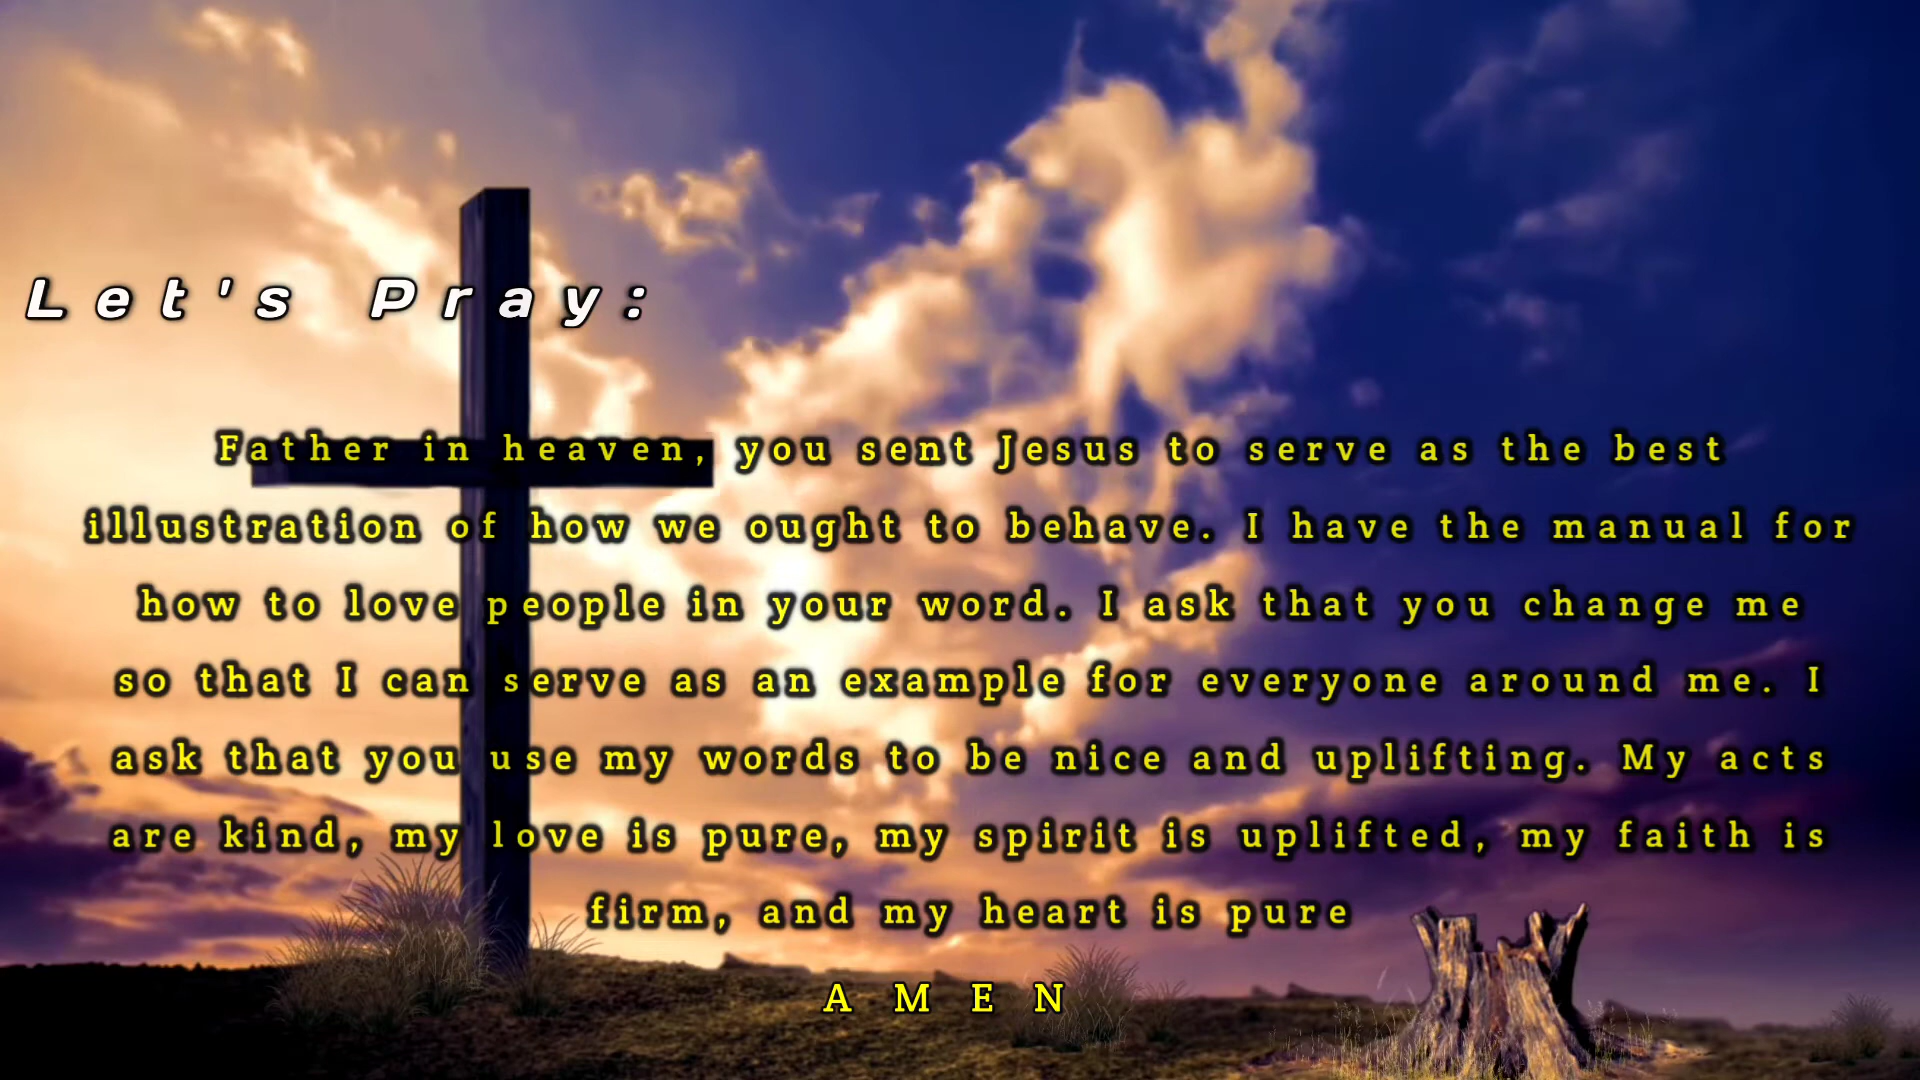 Let's Pray:
Father in heaven, you sent Jesus to serve as the best
illustration of how we ought to behave. I have the manual for
how to love people in your word. I ask that you change me
so that I can serve as an example for everyone around me. I
ask that you use my words to be nice and uplifting. My acts
are kind, my love is pure, my spirit is uplifted, my faith is
firm, and my heart is pure
AMEN